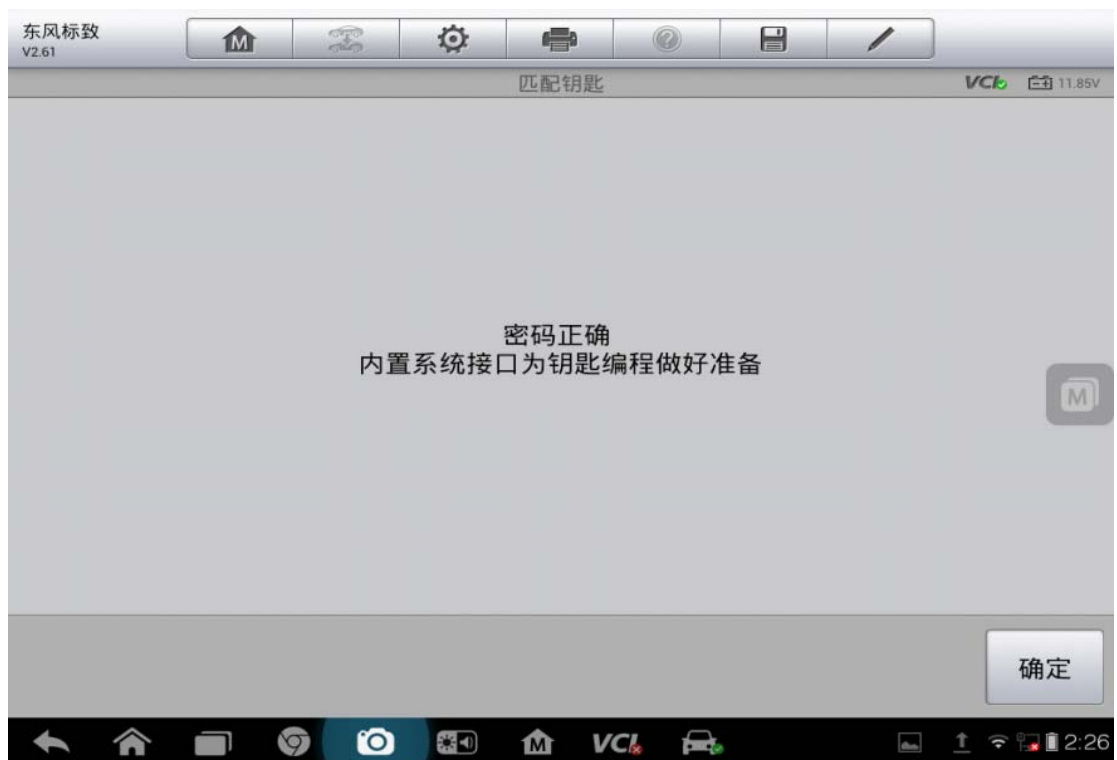 东风标致
V2.61
M
匹配钥匙
VCI
11.85V
密码正确
内置系统接口为钥匙编程做好准备
M
确定
M
VCI
2:26